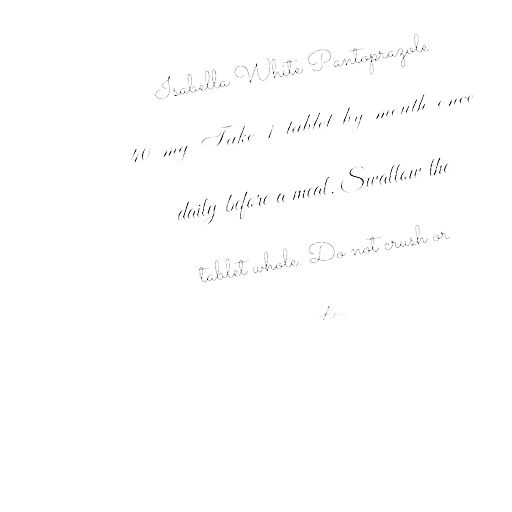 Isabella White Pantoprazole
40 mg Take 1 tablet by mouth once
daily before a meal. Swallow the
tablet whole. Do not crush or